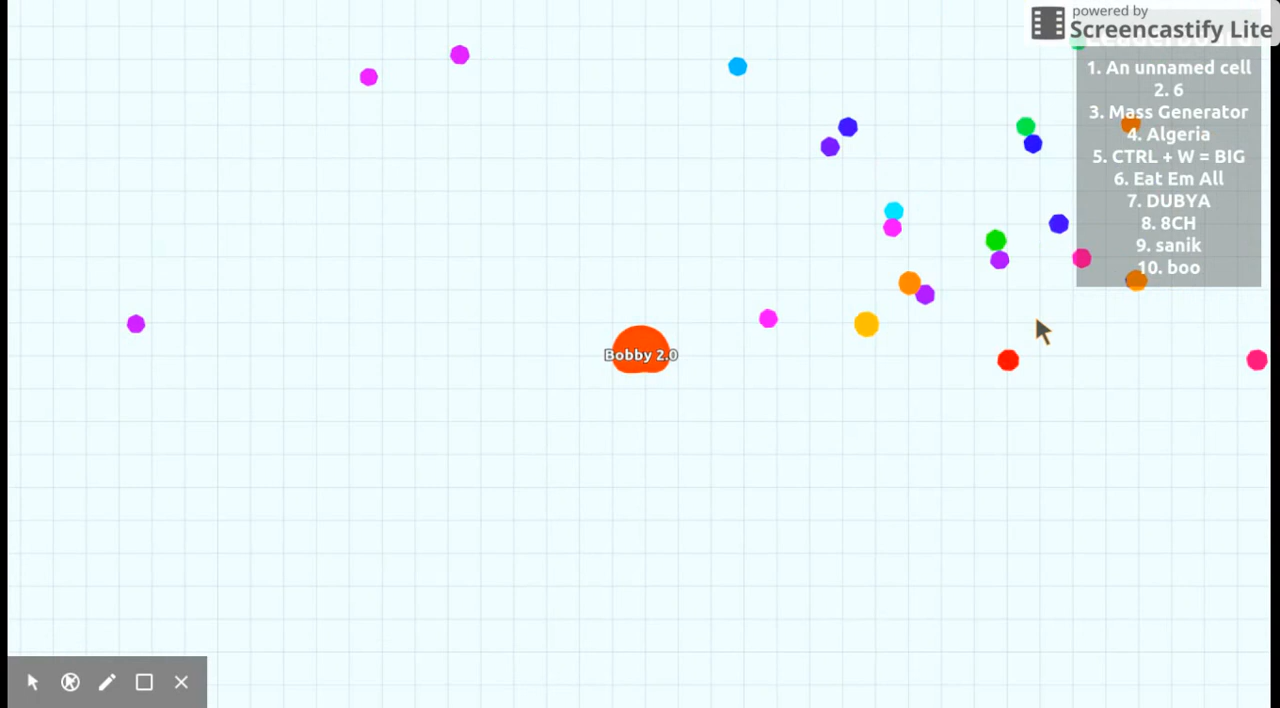 powered by
Screencastify Lite
1. An unnamed cell
2. 6
3. Mass Generator
4. Algeria
5. CTRL + W = BIG
6. Eat Em All
7. DUBYA
8. 8CH
9. sanik
10. boo
Bobby 2.0